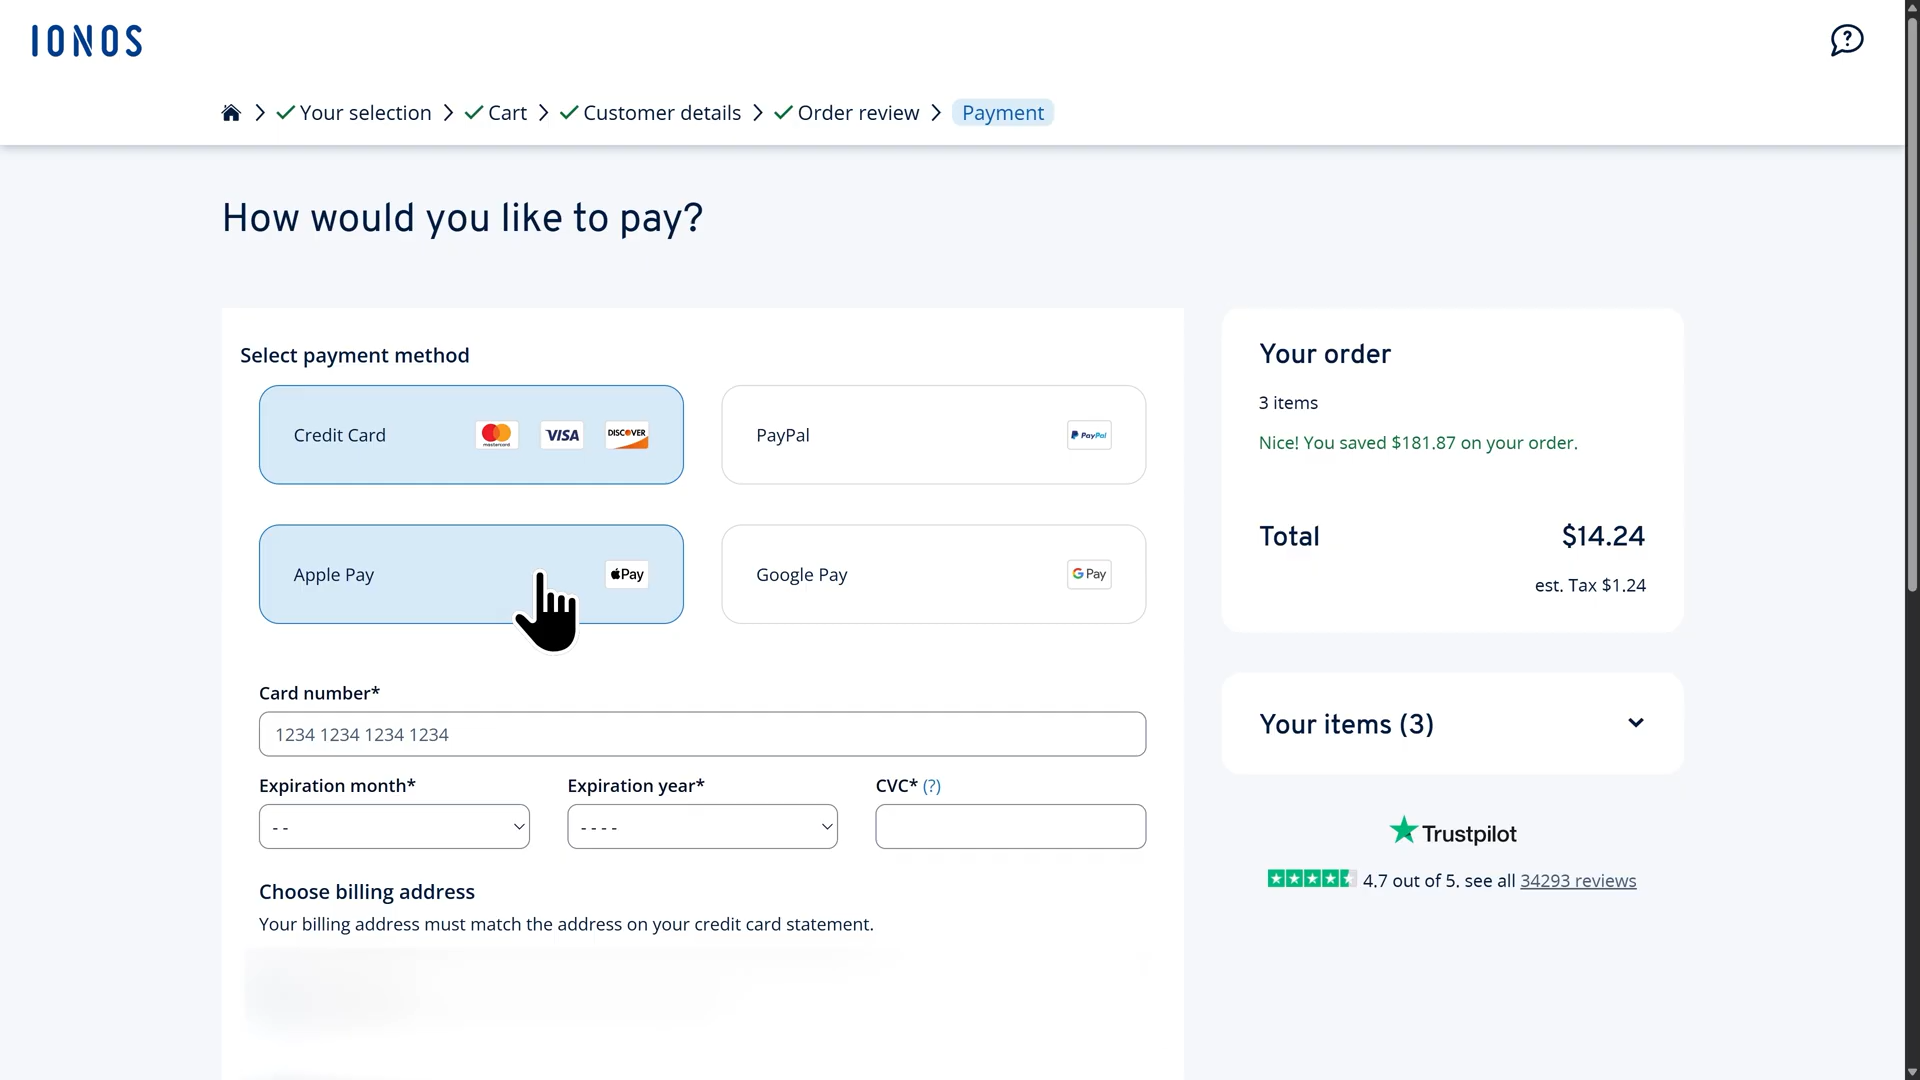 IONOS
Your selection Cart Customer details Order review Payment
How would you like to pay?
Select payment method
Credit Card mastercard VISA DISCOVER
PayPal PayPal
Apple Pay Pay
Google Pay G Pay
Card number*
1234 1234 1234 1234
Expiration month* Expiration year* CVC* (?)
- - - - - -
Choose billing address
Your billing address must match the address on your credit card statement.
Your order
3 items
Nice! You saved $181.87 on your order.
Total $14.24
est. Tax $1.24
Your items (3)
Trustpilot
4.7 out of 5. see all 34293 reviews